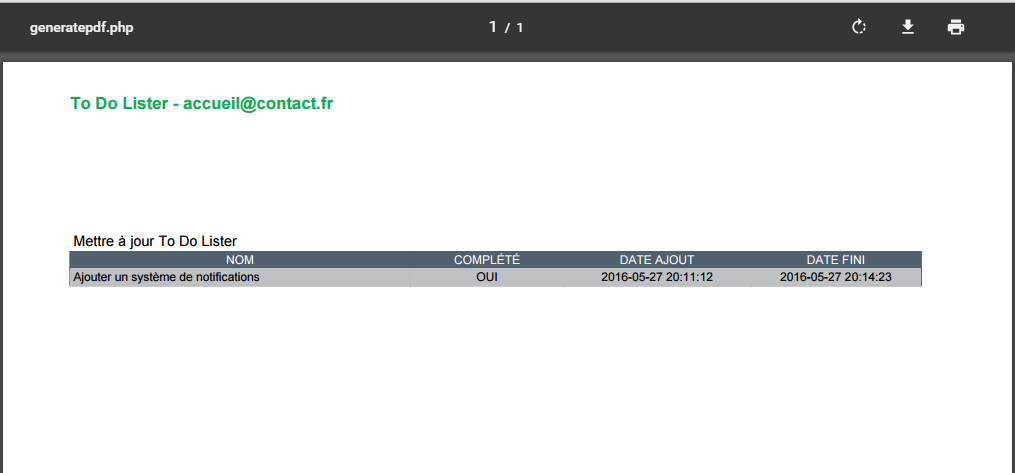 generatepdf.php 1 / 1
To Do Lister - accueil@contact.fr
Mettre à jour To Do Lister
NOM COMPLÉTÉ DATE AJOUT DATE FINI
Ajouter un système de notifications OUI 2016-05-27 20:11:12 2016-05-27 20:14:23